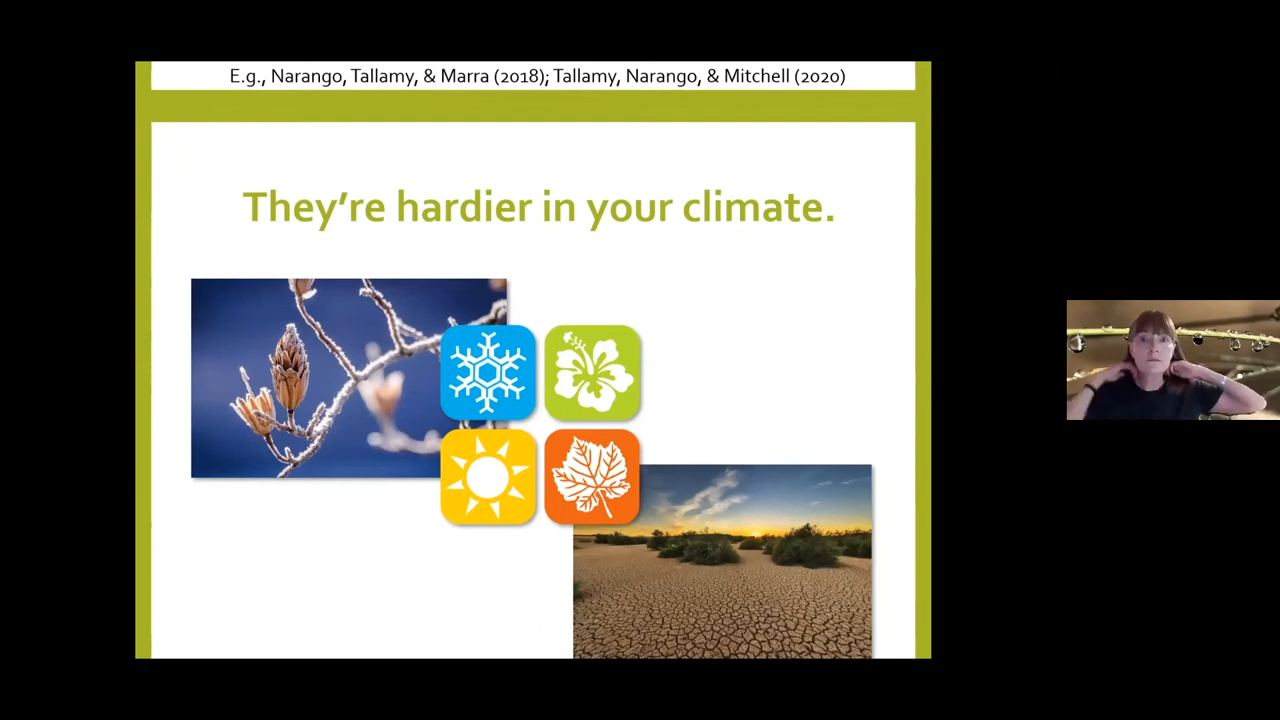 E.g., Narango, Tallamy, & Marra (2018); Tallamy, Narango, & Mitchell (2020)
They’re hardier in your climate.